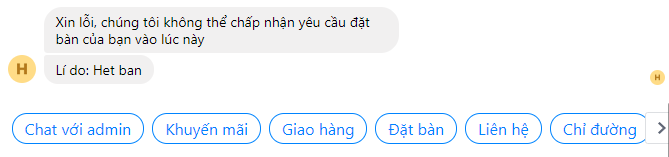 Xin lỗi, chúng tôi không thể chấp nhận yêu cầu đặt
bàn của bạn vào lúc này
H
Lí do: Het ban
H
Chat với admin
Khuyến mãi
Giao hàng
Đặt bàn
Liên hệ
Chỉ đường